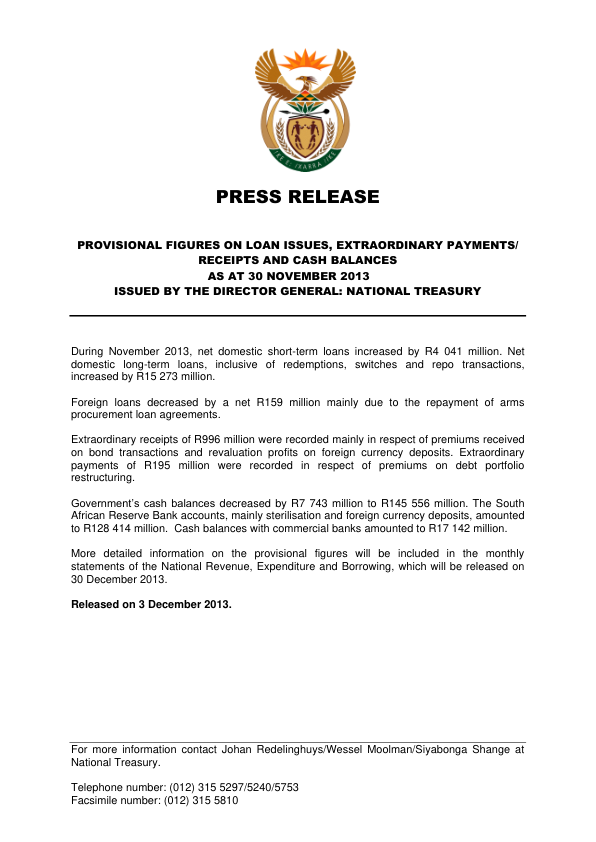 !KE E: /XARRA //KE
PRESS RELEASE
PROVISIONAL FIGURES ON LOAN ISSUES, EXTRAORDINARY PAYMENTS/
RECEIPTS AND CASH BALANCES
AS AT 30 NOVEMBER 2013
ISSUED BY THE DIRECTOR GENERAL: NATIONAL TREASURY
During November 2013, net domestic short-term loans increased by R4 041 million. Net
domestic long-term loans, inclusive of redemptions, switches and repo transactions,
increased by R15 273 million.
Foreign loans decreased by a net R159 million mainly due to the repayment of arms
procurement loan agreements.
Extraordinary receipts of R996 million were recorded mainly in respect of premiums received
on bond transactions and revaluation profits on foreign currency deposits. Extraordinary
payments of R195 million were recorded in respect of premiums on debt portfolio
restructuring.
Government's cash balances decreased by R7 743 million to R145 556 million. The South
African Reserve Bank accounts, mainly sterilisation and foreign currency deposits, amounted
to R128 414 million.  Cash balances with commercial banks amounted to R17 142 million.
More detailed information on the provisional figures will be included in the monthly
statements of the National Revenue, Expenditure and Borrowing, which will be released on
30 December 2013.
Released on 3 December 2013.
For more information contact Johan Redelinghuys/Wessel Moolman/Siyabonga Shange at
National Treasury.
Telephone number: (012) 315 5297/5240/5753
Facsimile number: (012) 315 5810